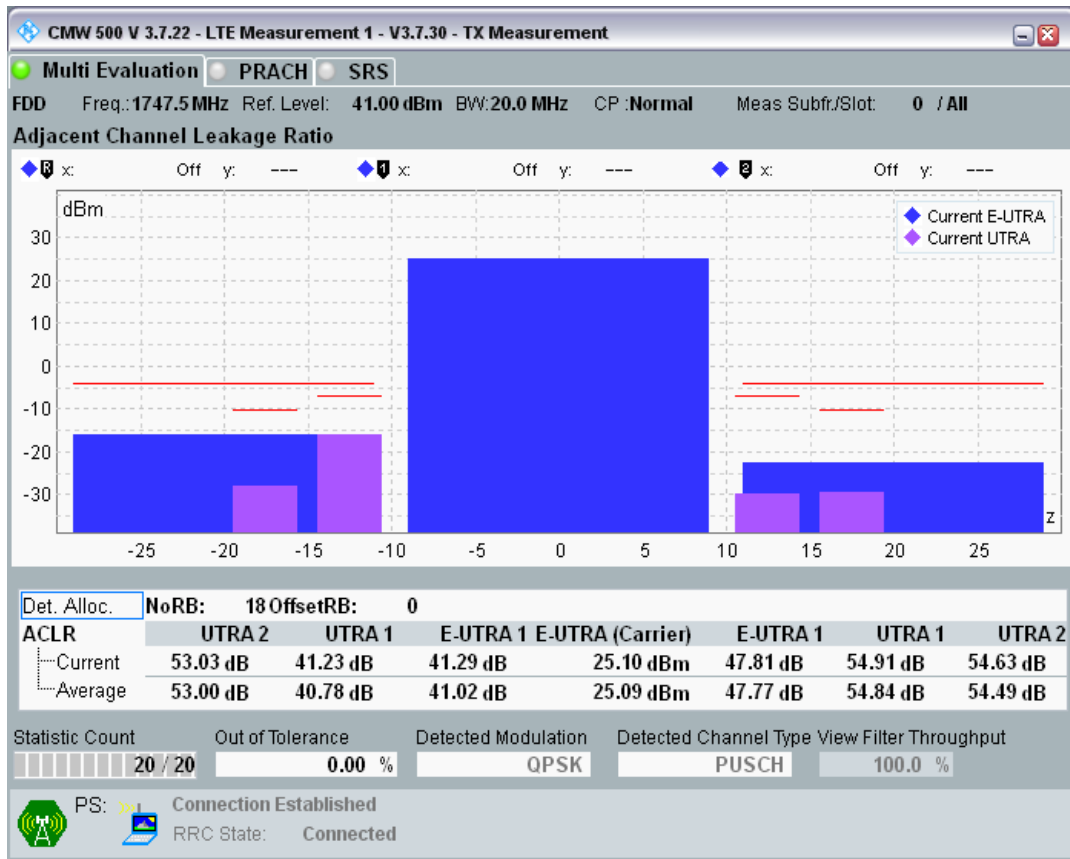 CMW 500 V 3.7.22 - LTE Measurement 1 - V3.7.30 - TX Measurement
Multi Evaluation PRACH SRS
FDD Freq.: 1747.5 MHz Ref. Level: 41.00 dBm BW: 20.0 MHz CP : Normal Meas Subfr./Slot: 0 / All
Adjacent Channel Leakage Ratio
R x: Off y: --- 1 x: Off y: --- 2 x: Off y: ---
dBm
Current E-UTRA
Current UTRA
30
20
10
0
-10
-20
-30
z
-25 -20 -15 -10 -5 0 5 10 15 20 25
Det. Alloc. NoRB: 18 OffsetRB: 0
ACLR UTRA 2 UTRA 1 E-UTRA 1 E-UTRA (Carrier) E-UTRA 1 UTRA 1 UTRA 2
Current 53.03 dB 41.23 dB 41.29 dB 25.10 dBm 47.81 dB 54.91 dB 54.63 dB
Average 53.00 dB 40.78 dB 41.02 dB 25.09 dBm 47.77 dB 54.84 dB 54.49 dB
Statistic Count Out of Tolerance Detected Modulation Detected Channel Type View Filter Throughput
20 / 20 0.00 % QPSK PUSCH 100.0 %
PS: Connection Established
RRC State: Connected